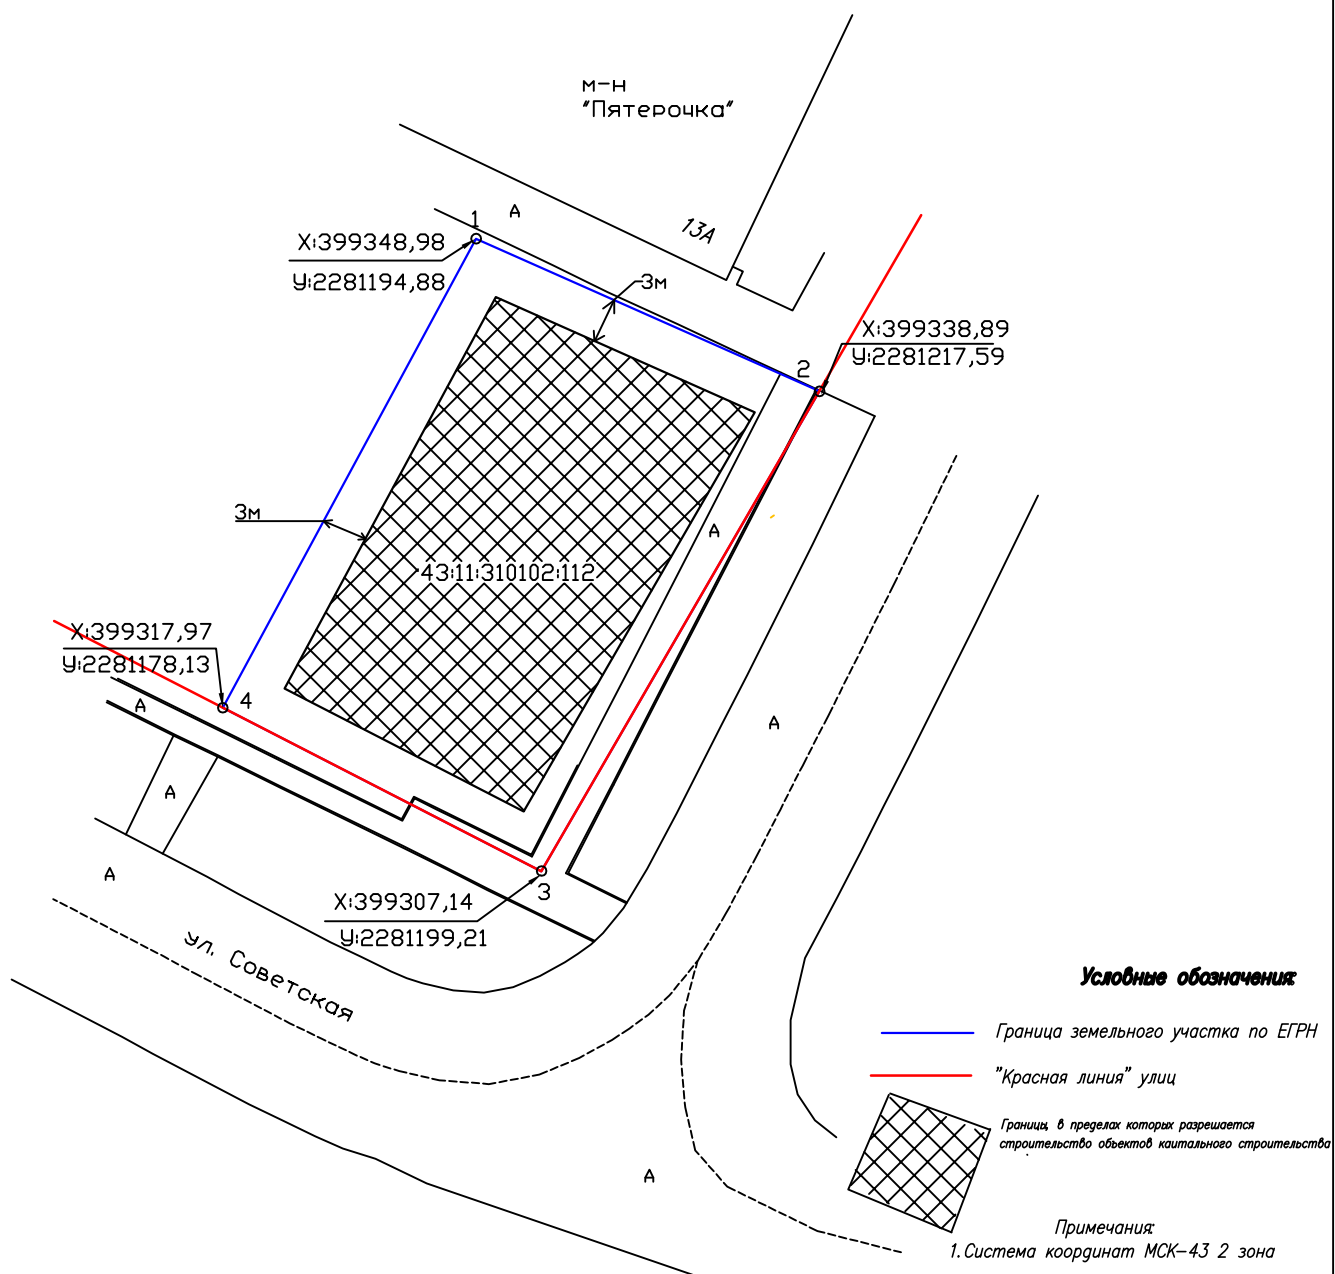 м-н
"Пятерочка"
1
А
13А
Х:399348,98
У:2281194,88
3м
Х:399338,89
У:2281217,59
2
3м
А
43:11:310102:112
Х:399317,97
У:2281178,13
4
А
А
А
А
Х:399307,14
3
У:2281199,21
ул. Советская
Условные обозначения:
Граница земельного участка по ЕГРН
"Красная линия" улиц
Границы, в пределах которых разрешается
строительство объектов каитального строительства
А
Примечания:
1.Система координат МСК-43 2 зона